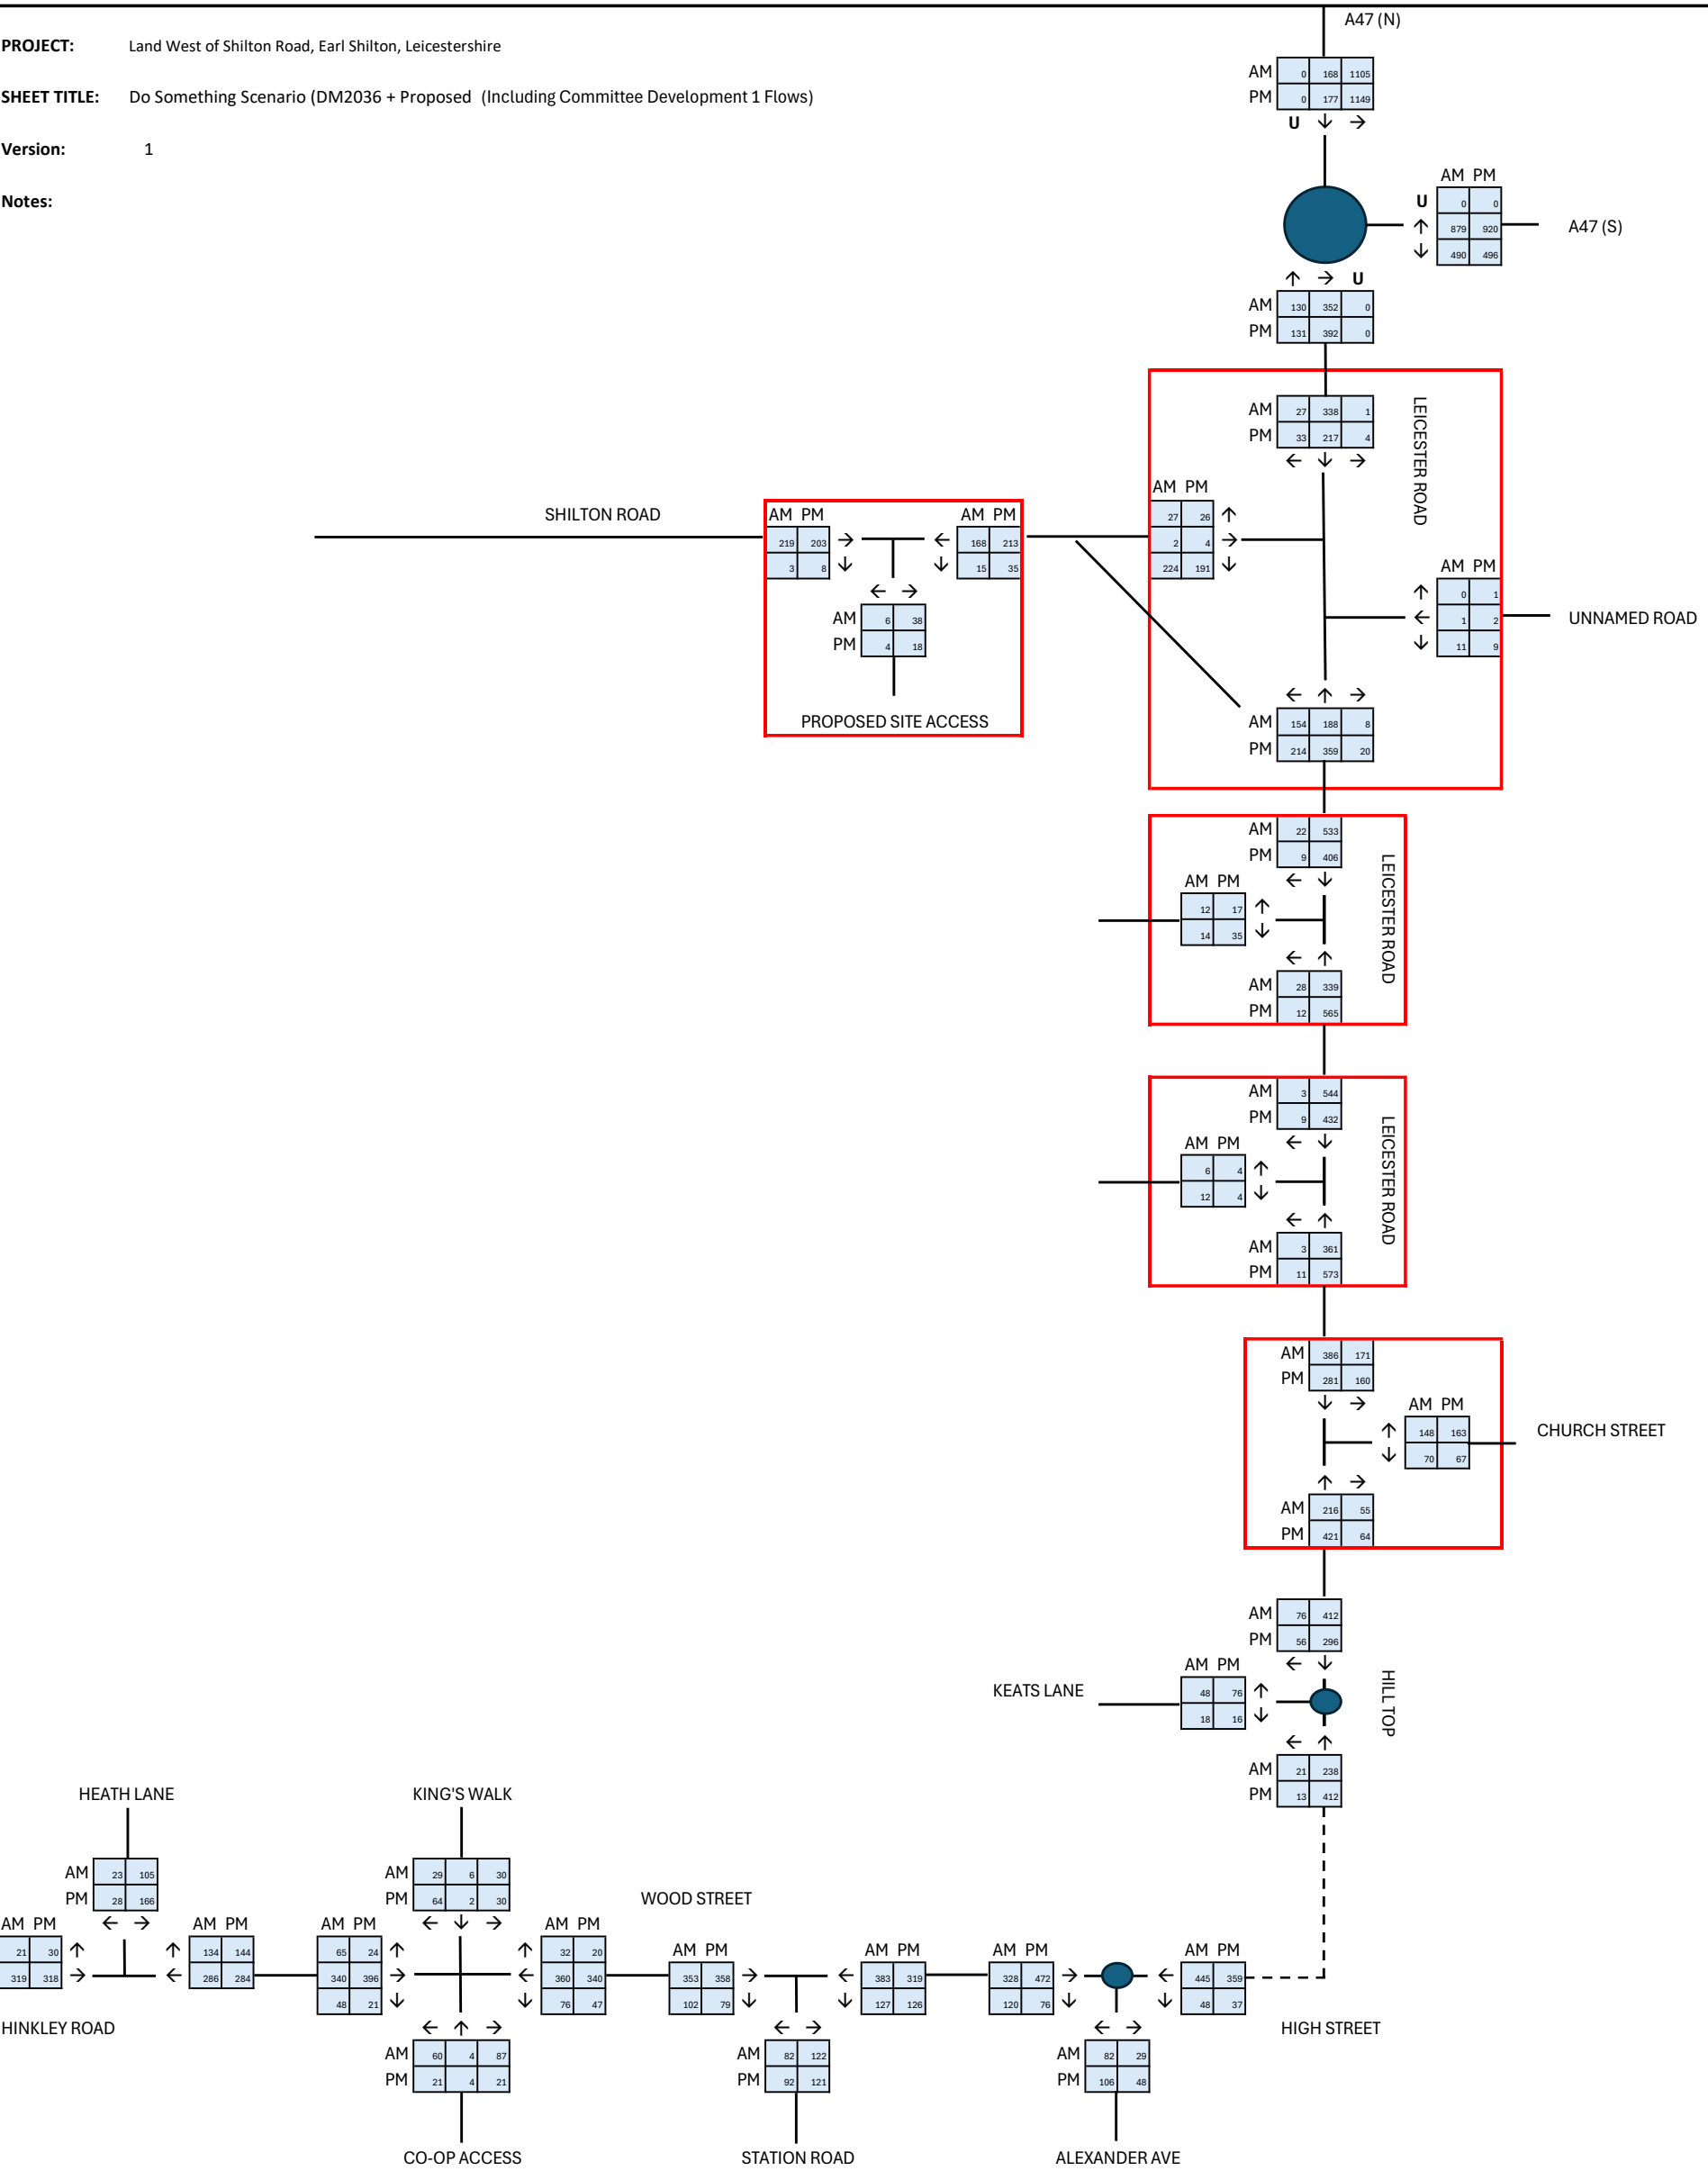 A47 (N)
PROJECT: Land West of Shilton Road, Earl Shilton, Leicestershire
AM 0 168 1105
SHEET TITLE: Do Something Scenario (DM2036 + Proposed (Including Committee Development 1 Flows)
PM 0 177 1149
U ↓ →
Version: 1
Notes:
AM PM
U 0 0
↑ 879 920
A47 (S)
↓ 490 496
↑ → U
AM 130 352 0
PM 131 392 0
AM 27 338 1
PM 33 217 4
← ↓ →
LEICESTER ROAD
AM PM
27 26 ↑
2 4 →
224 191 ↓
SHILTON ROAD
AM PM
219 203 →
3 8 ↓
AM PM
← 168 213
↓ 15 35
← →
AM 6 38
PM 4 18
PROPOSED SITE ACCESS
AM PM
↑ 0 1
← 1 2
↓ 11 9
UNNAMED ROAD
← ↑ →
AM 154 188 8
PM 214 359 20
AM 22 533
PM 9 406
← ↓
LEICESTER ROAD
AM PM
12 17 ↑
14 35 ↓
← ↑
AM 28 339
PM 12 565
AM 3 544
PM 9 432
← ↓
LEICESTER ROAD
AM PM
6 4 ↑
12 4 ↓
← ↑
AM 3 361
PM 11 573
AM 386 171
PM 281 160
↓ →
AM PM
↑ 148 163
↓ 70 67
CHURCH STREET
↑ →
AM 216 55
PM 421 64
AM 76 412
PM 56 296
← ↓
HILL TOP
AM PM
KEATS LANE
48 76 ↑
18 16 ↓
← ↑
AM 21 238
PM 13 412
HEATH LANE
AM 23 105
PM 28 166
← →
AM PM
21 30 ↑
319 318 →
AM PM
↑ 134 144
← 286 284
HINKLEY ROAD
KING'S WALK
AM 29 6 30
PM 64 2 30
← ↓ →
AM PM
65 24 ↑
340 396 →
48 21 ↓
WOOD STREET
AM PM
↑ 32 20
← 360 340
↓ 76 47
← ↑ →
AM 60 4 87
PM 21 4 21
CO-OP ACCESS
AM PM
353 358 →
102 79 ↓
AM PM
← 383 319
↓ 127 126
← →
AM 82 122
PM 92 121
STATION ROAD
AM PM
328 472 →
120 76 ↓
AM PM
← 445 359
↓ 48 37
HIGH STREET
← →
AM 82 29
PM 106 48
ALEXANDER AVE